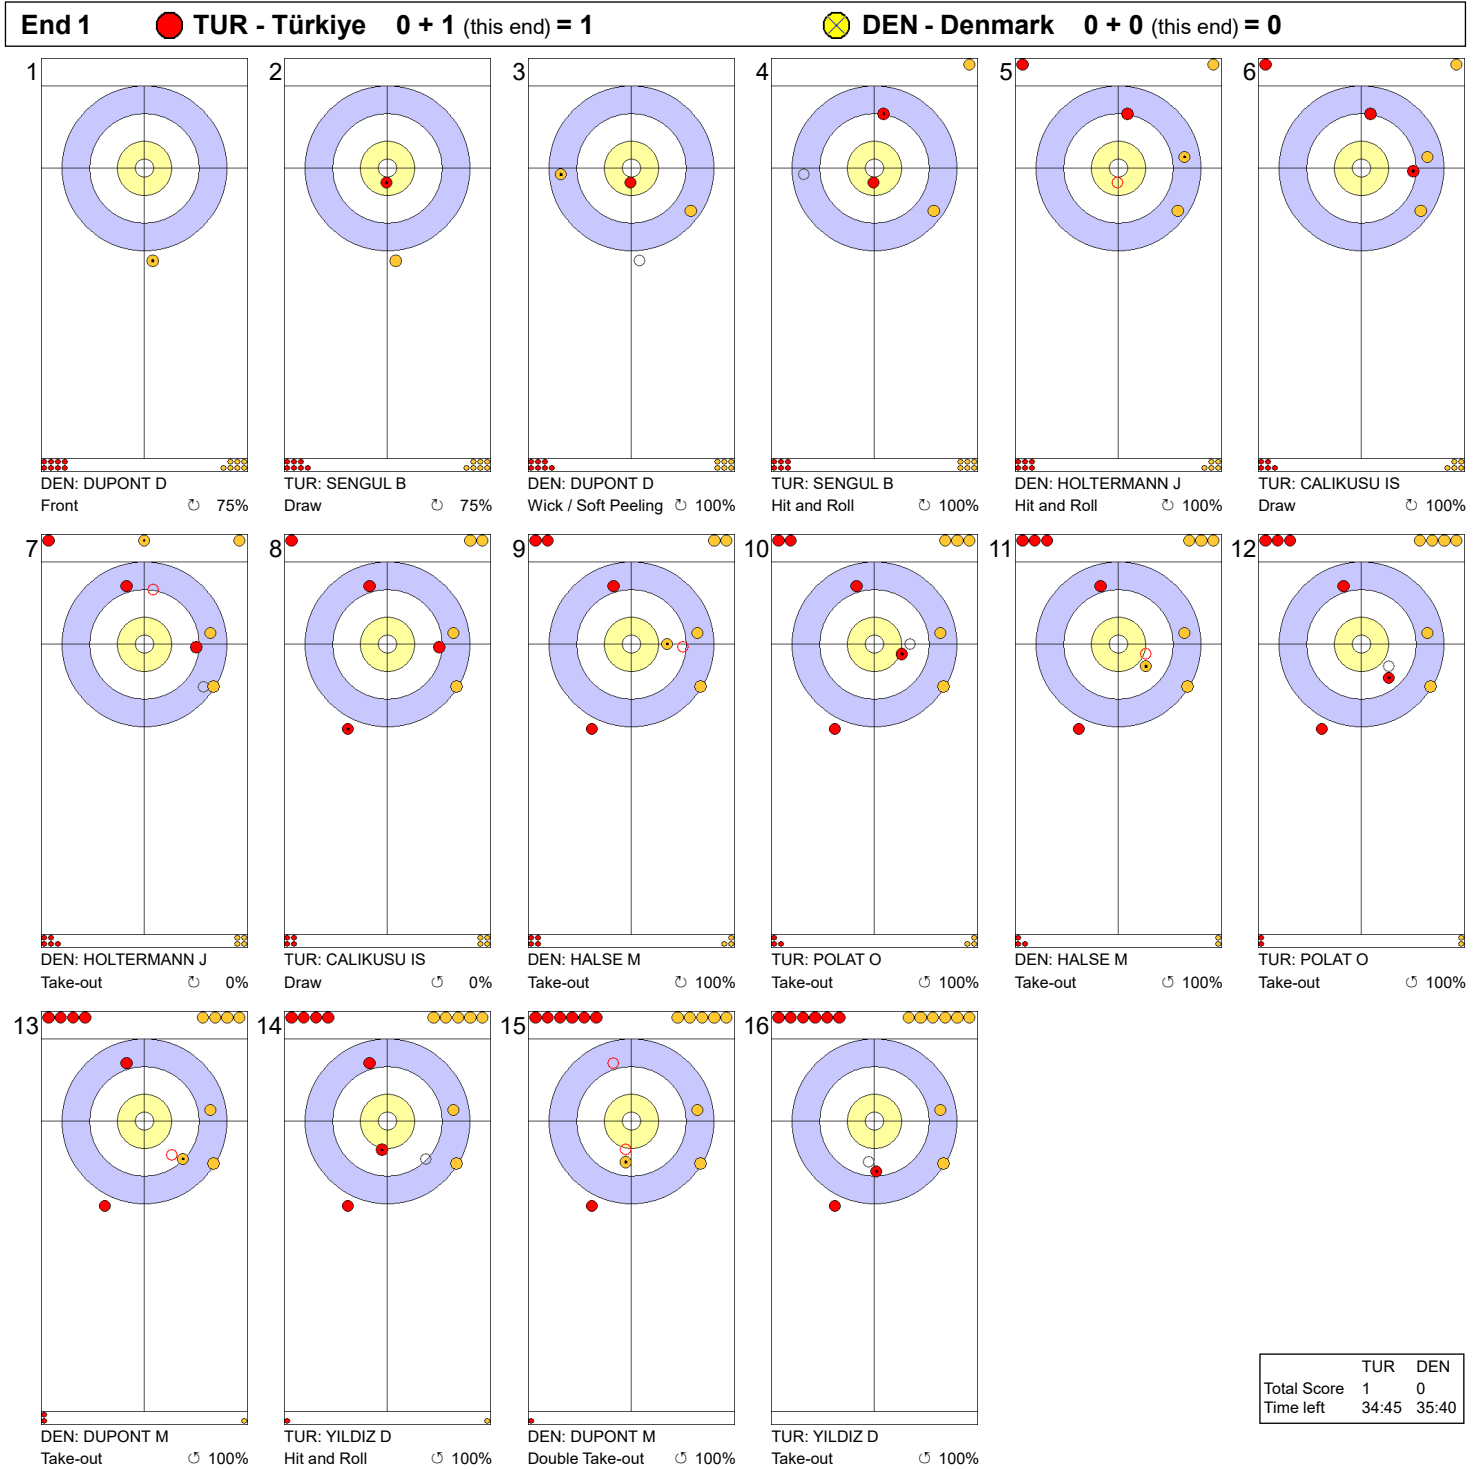 End 1 TUR - Türkiye 0 + 1 (this end) = 1 DEN - Denmark 0 + 0 (this end) = 0
1 2 3 4 5 6
DEN: DUPONT D TUR: SENGUL B DEN: DUPONT D TUR: SENGUL B DEN: HOLTERMANN J TUR: CALIKUSU IS
Front ↻ 75% Draw ↻ 75% Wick / Soft Peeling ↻ 100% Hit and Roll ↻ 100% Hit and Roll ↻ 100% Draw ↻ 100%
7 8 9 10 11 12
DEN: HOLTERMANN J TUR: CALIKUSU IS DEN: HALSE M TUR: POLAT O DEN: HALSE M TUR: POLAT O
Take-out ↻ 0% Draw ↺ 0% Take-out ↻ 100% Take-out ↺ 100% Take-out ↺ 100% Take-out ↺ 100%
13 14 15 16
DEN: DUPONT M TUR: YILDIZ D DEN: DUPONT M TUR: YILDIZ D
Take-out ↺ 100% Hit and Roll ↺ 100% Double Take-out ↺ 100% Take-out ↺ 100%
TUR DEN
Total Score 1 0
Time left 34:45 35:40